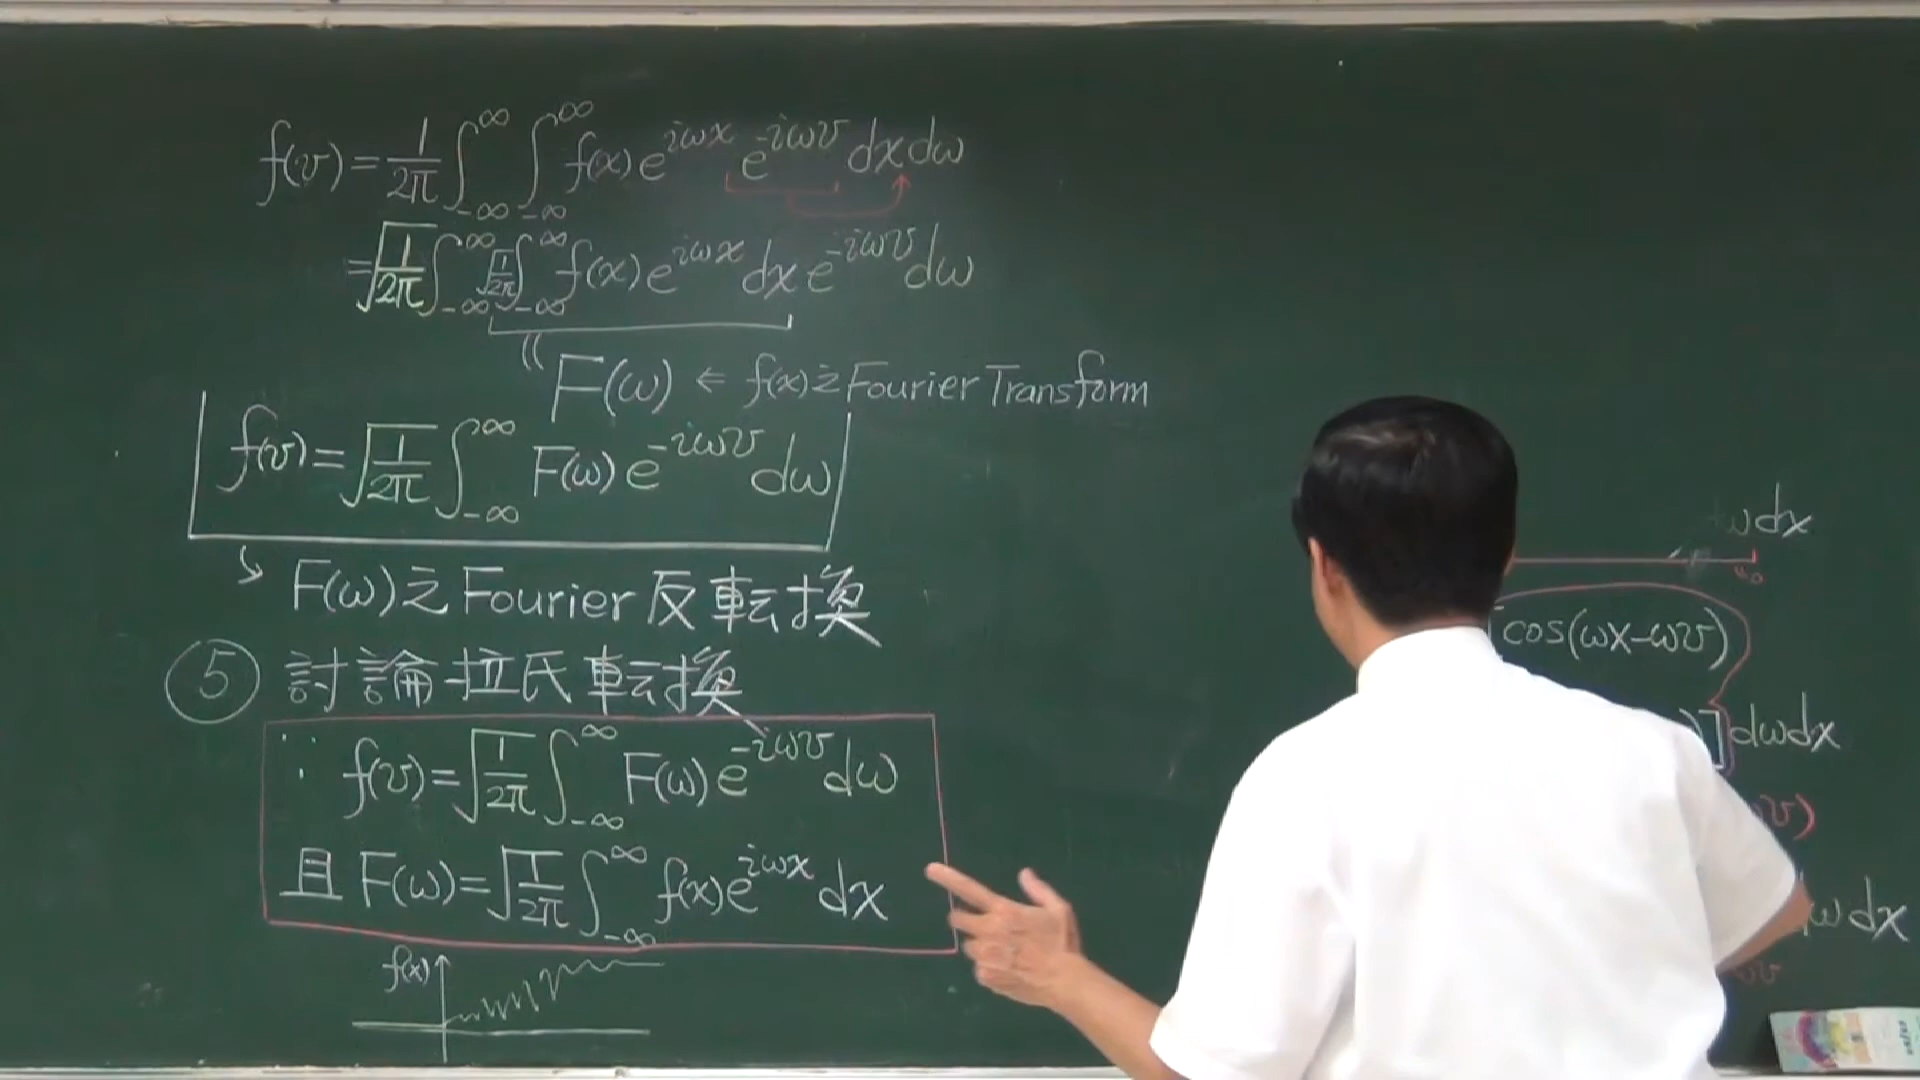 f(v)=1/2π ∫_{-∞}^{∞} ∫_{-∞}^{∞} f(x) e^{iωx} e^{-iωv} dx dω
=√(1/2π) ∫_{-∞}^{∞} √(1/2π) ∫_{-∞}^{∞} f(x) e^{iωx} dx e^{-iωv} dω
F(ω) ⇐ f(x)之Fourier Transform
f(v)=√(1/2π) ∫_{-∞}^{∞} F(ω) e^{-iωv} dω
F(ω)之Fourier反転換
⑤ 討論拉氏転換
∵ f(v)=√(1/2π) ∫_{-∞}^{∞} F(ω) e^{-iωv} dω
且 F(ω)=√(1/2π) ∫_{-∞}^{∞} f(x) e^{iωx} dx
f(x)
ωdx
cos(ωx-ωv)
)]dωdx
v)
ωdx